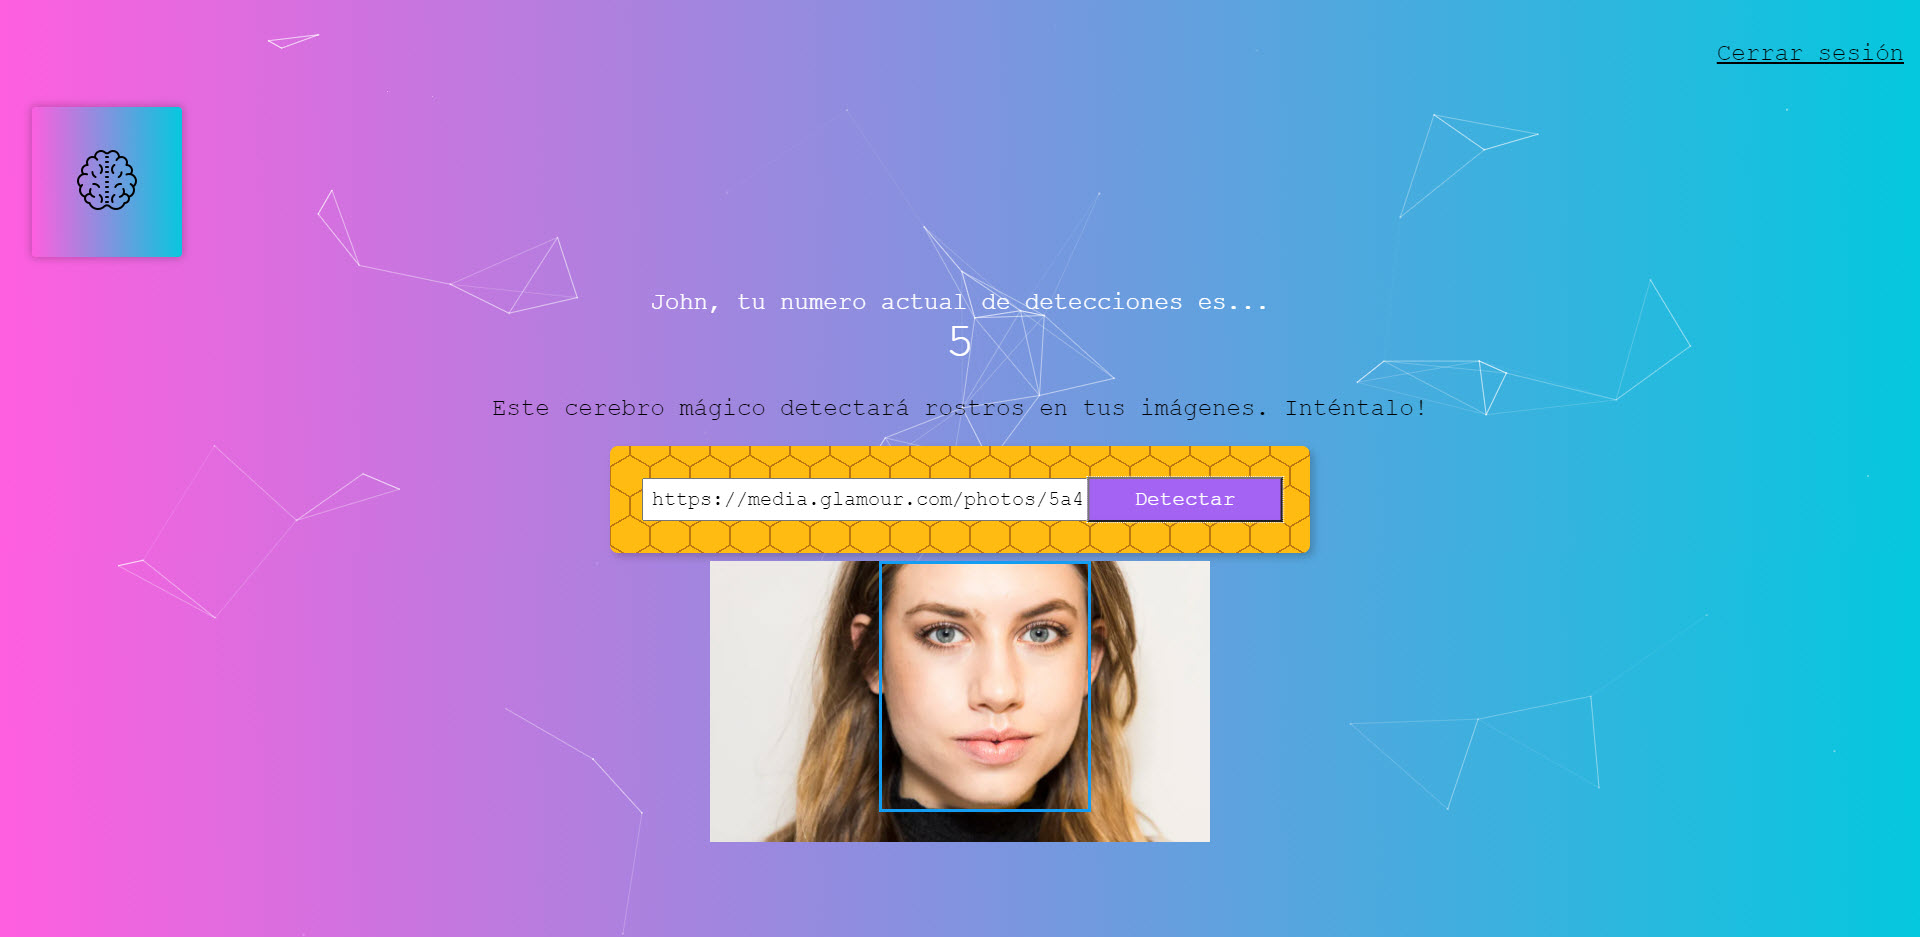 Cerrar sesión
John, tu numero actual de detecciones es...
5
Este cerebro mágico detectará rostros en tus imágenes. Inténtalo!
https://media.glamour.com/photos/5a4
Detectar